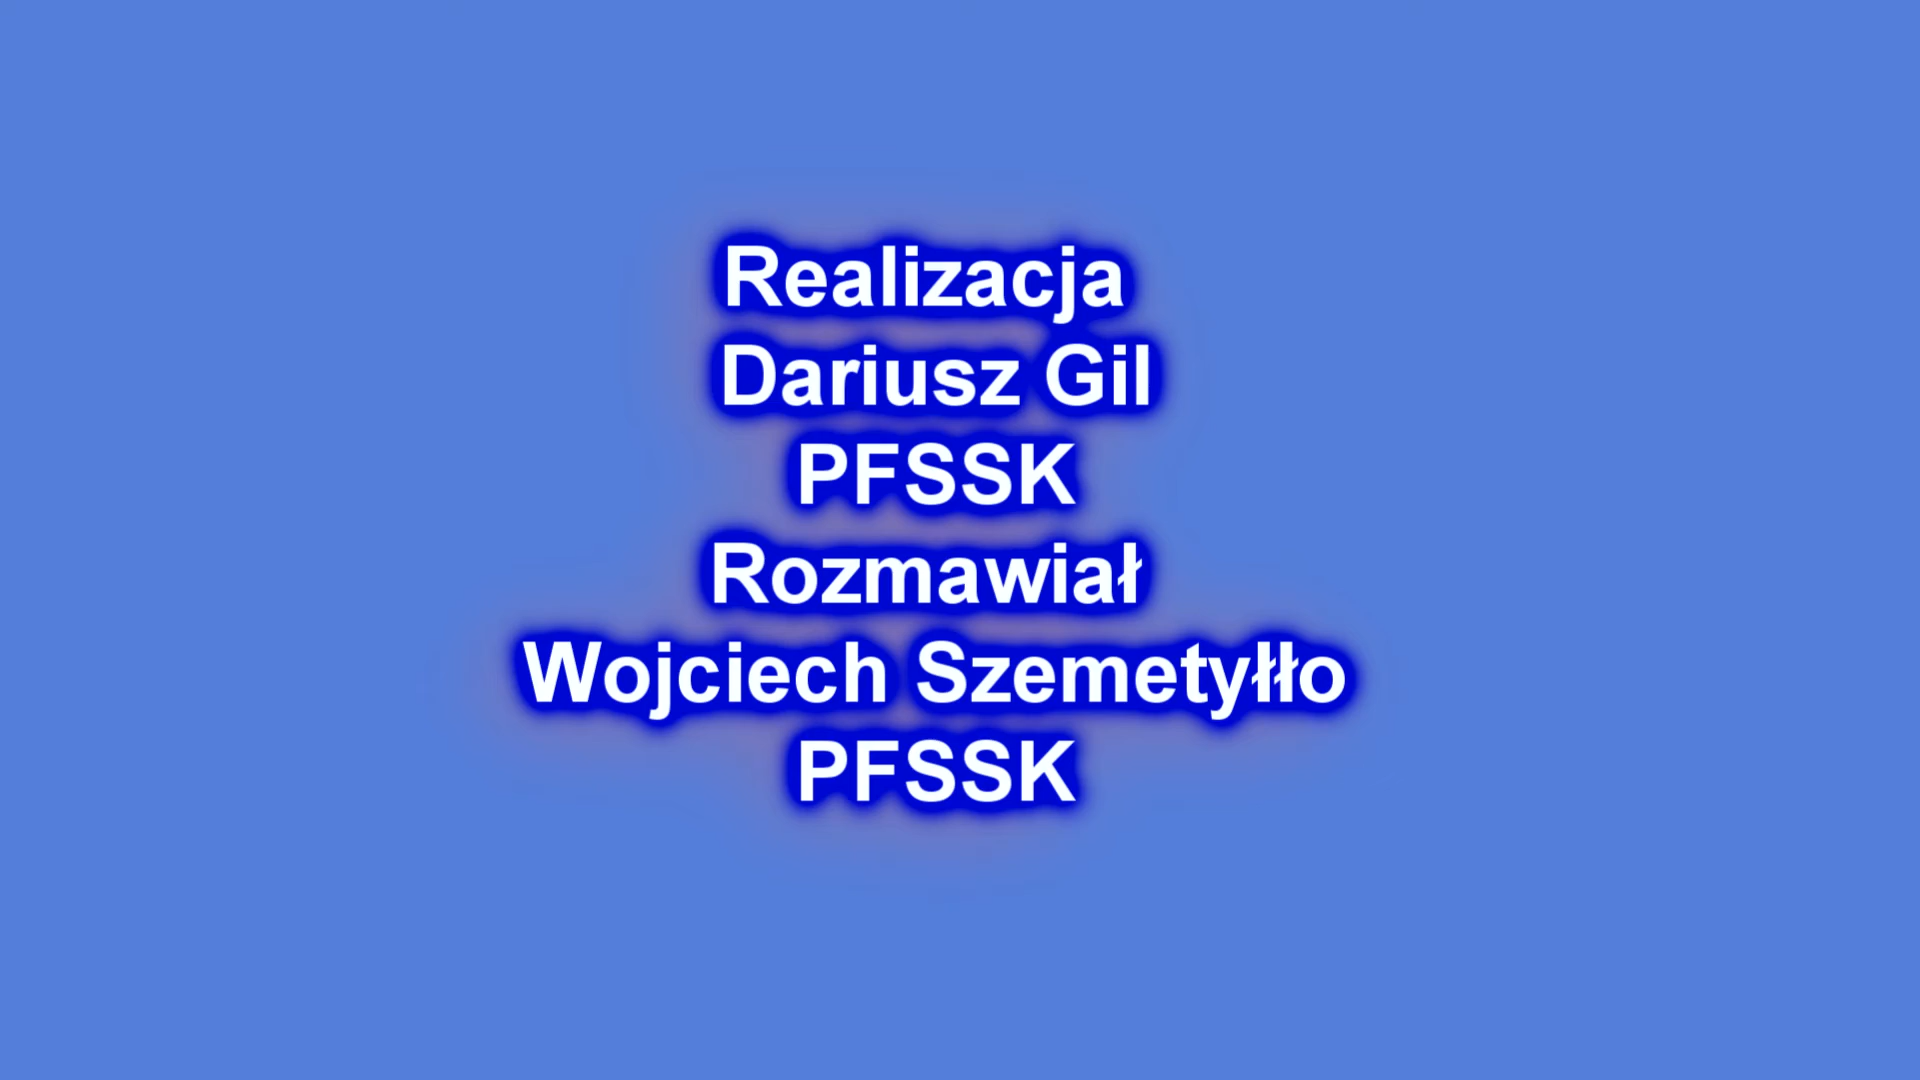 Realizacja
Dariusz Gil
PFSSK
Rozmawiał
Wojciech Szemetyłło
PFSSK